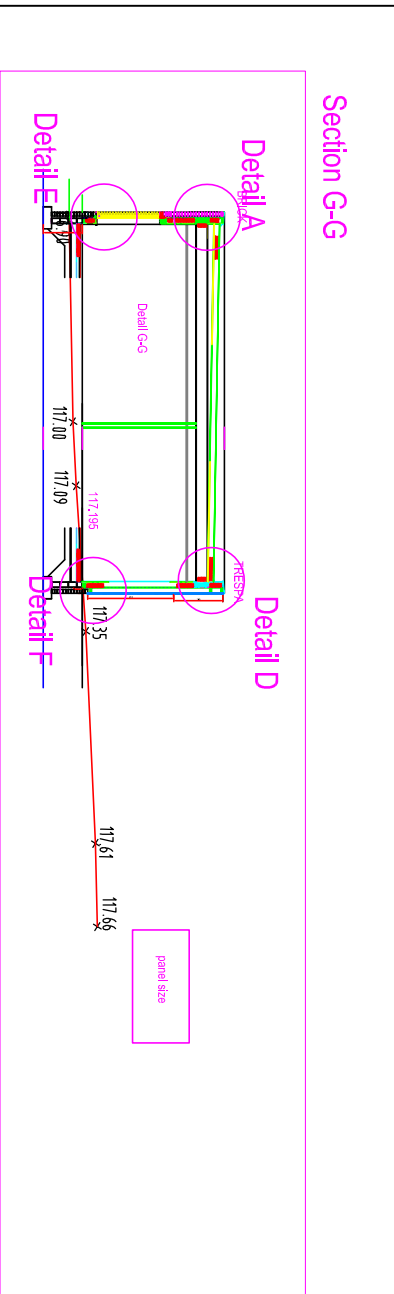 Section G-G
Detail E
Detail A
BRICK
Detail G-G
117.00
117.09
117.195
TRESPA
Detail F
Detail D
117.35
117.61
117.66
panel size